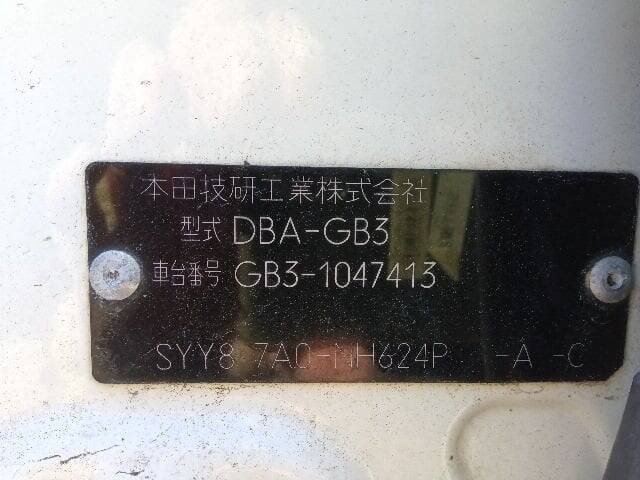 本田技研工業株式会社
型式 DBA-GB3
車台番号 GB3-1047413
SYY8 7A0-NH624P -A -C